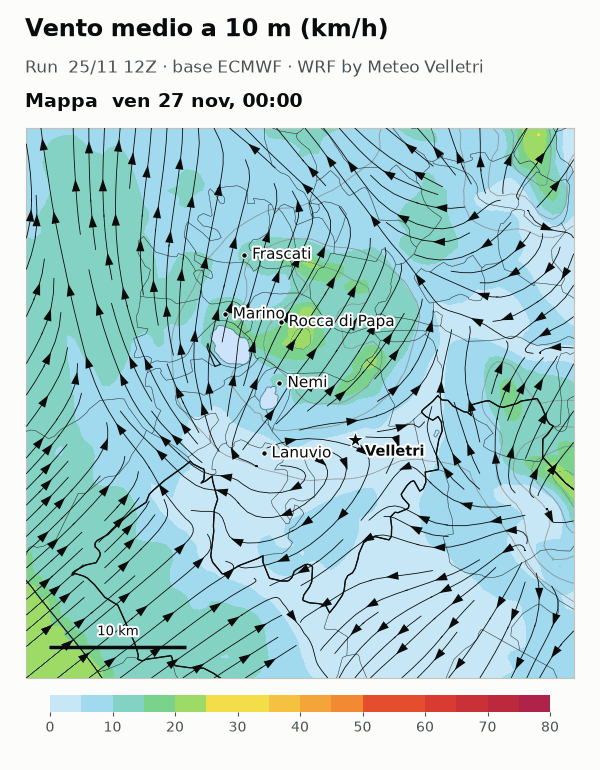 Vento medio a 10 m (km/h)
Run  25/11 12Z · base ECMWF · WRF by Meteo Velletri
Mappa  ven 27 nov, 00:00
Frascati
Marino
Rocca di Papa
Nemi
Velletri
Lanuvio
10 km
0 10 20 30 40 50 60 70 80